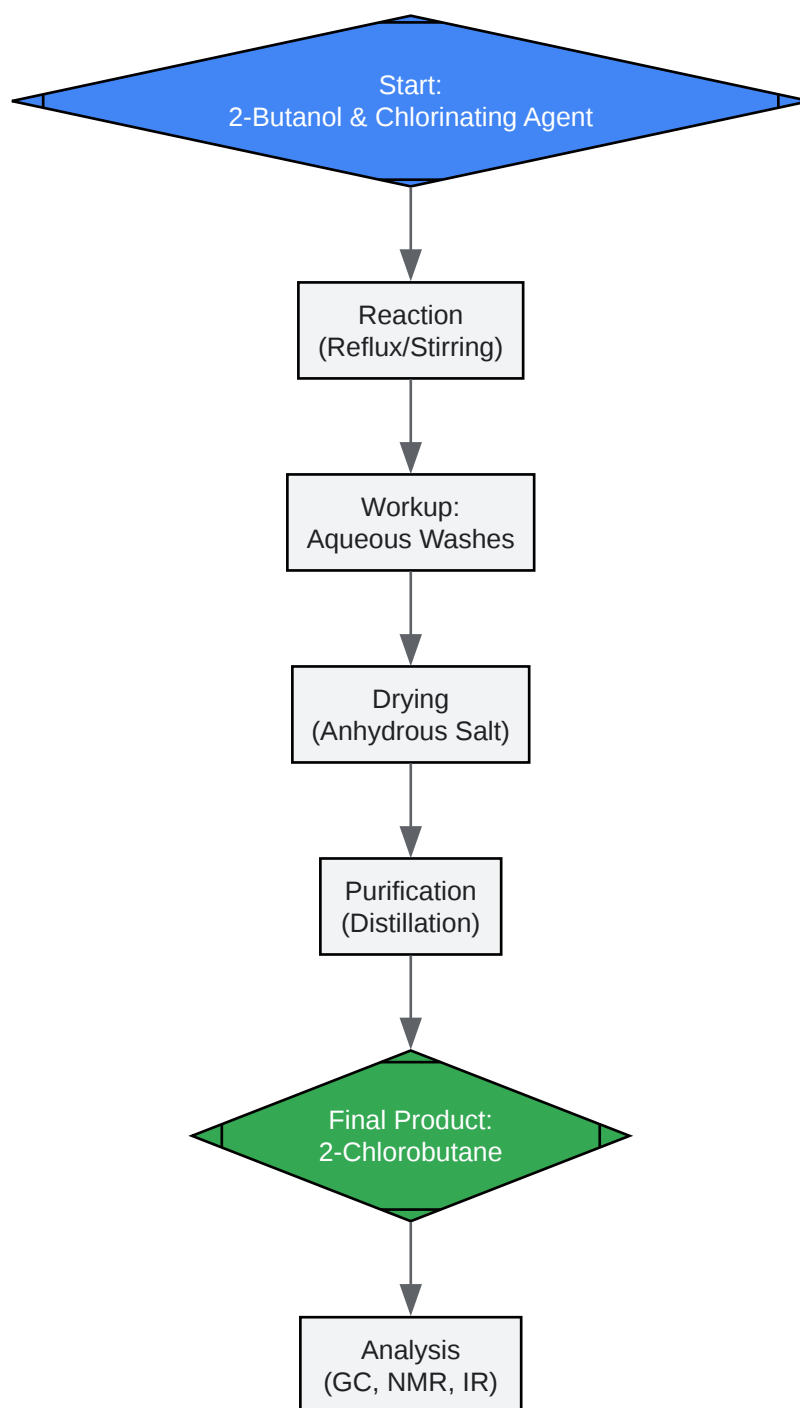 Start:
2-Butanol & Chlorinating Agent
Reaction
(Reflux/Stirring)
Workup:
Aqueous Washes
Drying
(Anhydrous Salt)
Purification
(Distillation)
Final Product:
2-Chlorobutane
Analysis
(GC, NMR, IR)